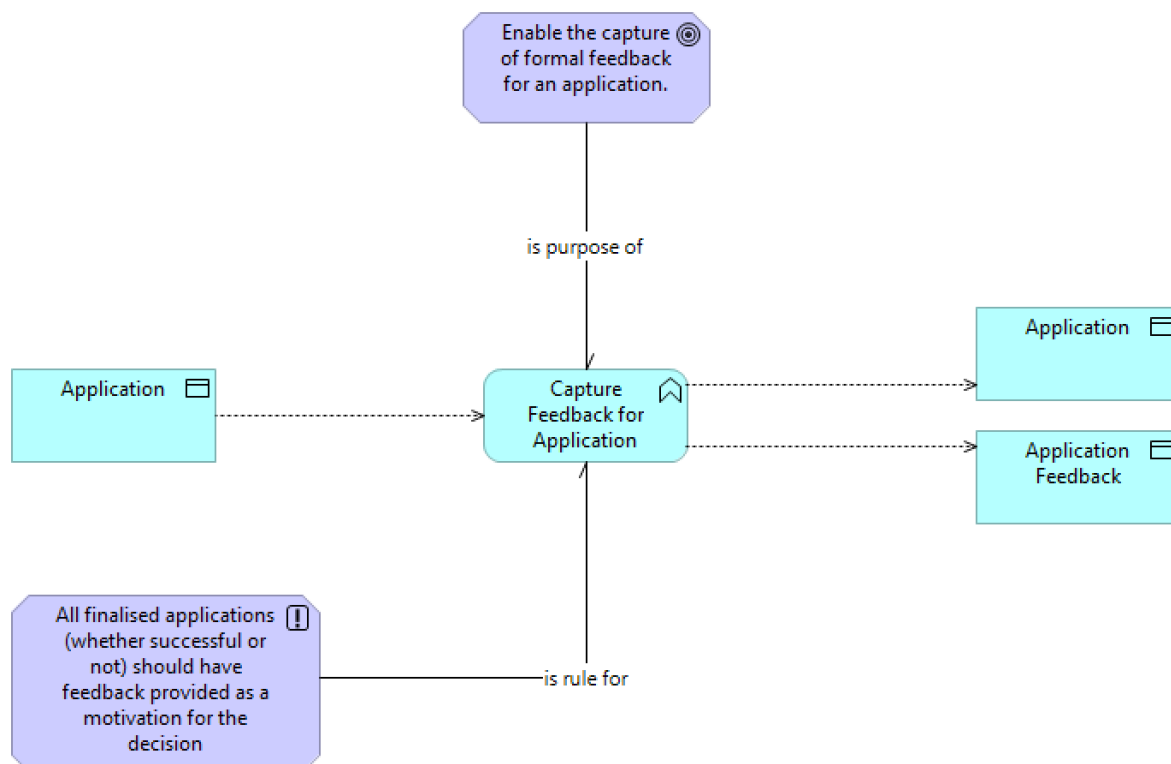 Enable the capture
of formal feedback
for an application.
is purpose of
Application
Application
Capture
Feedback for
Application
Application
Feedback
All finalised applications
(whether successful or
not) should have
feedback provided as a
motivation for the
decision
is rule for